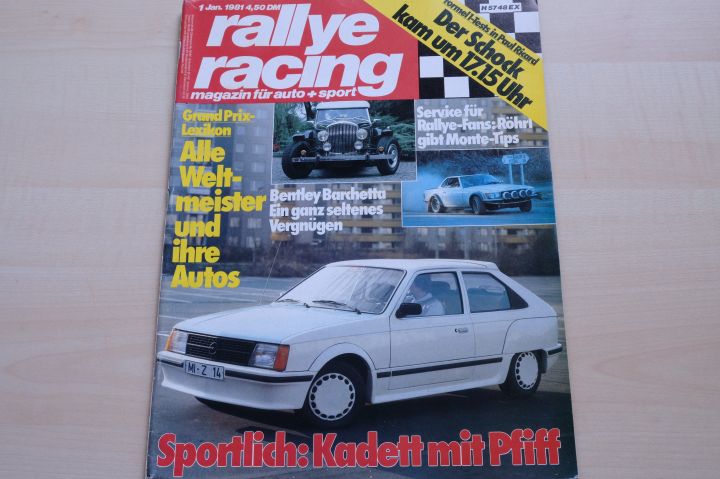 1 Jan. 1981 4,50 DM
H 5748 EX
rallye
racing
magazin für auto + sport
Formel 1-Tests in Paul Ricard
Der Schock
kam um 17.15 Uhr
Grand Prix-
Lexikon
Alle
Welt-
meister
und
ihre
Autos
Bentley Barchetta
Ein ganz seltenes
Vergnügen
Service für
Rallye-Fans: Röhrl
gibt Monte-Tips
MI-Z 14
Sportlich: Kadett mit Pfiff